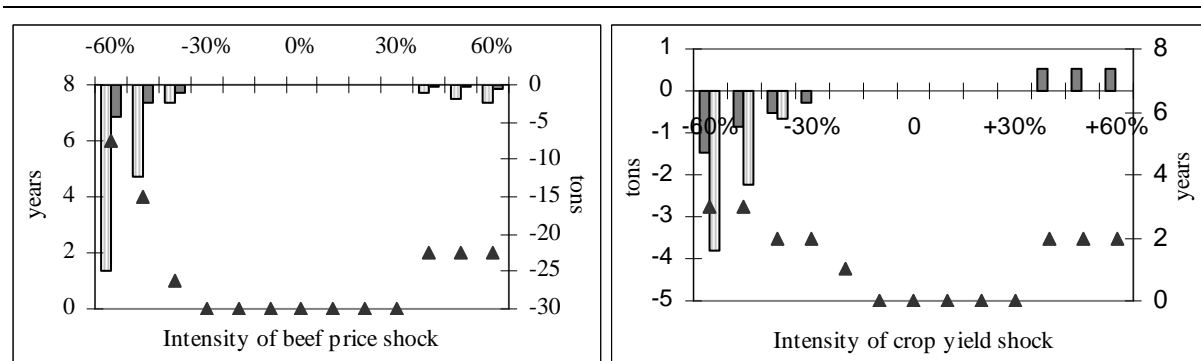 -60% -30% 0% 30% 60%
8 0
-5
6
-10
years 4 -15 tons
-20
2
-25
0 -30
Intensity of beef price shock
1 8
0
-60% -30% 0 +30% +60%
-1 6
tons -2 4 years
-3
2
-4
-5 0
Intensity of crop yield shock